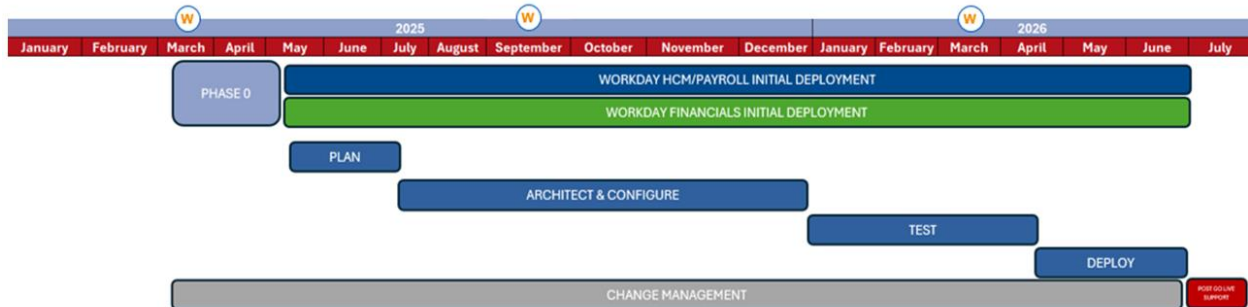 W W W
2025 2026
January February March April May June July August September October November December January February March April May June July
PHASE 0
WORKDAY HCM/PAYROLL INITIAL DEPLOYMENT
WORKDAY FINANCIALS INITIAL DEPLOYMENT
PLAN
ARCHITECT & CONFIGURE
TEST
DEPLOY
CHANGE MANAGEMENT
POST GO LIVE
SUPPORT